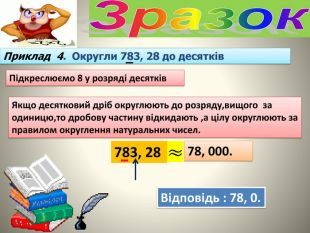 Зразок
Приклад 4. Округли 783, 28 до десятків
Підкреслюємо 8 у розряді десятків
Якщо десятковий дріб округлюють до розряду,вищого за
одиницю,то дробову частину відкидають ,а цілу округлюють за
правилом округлення натуральних чисел.
783, 28 ≈ 78, 000.
Відповідь : 78, 0.